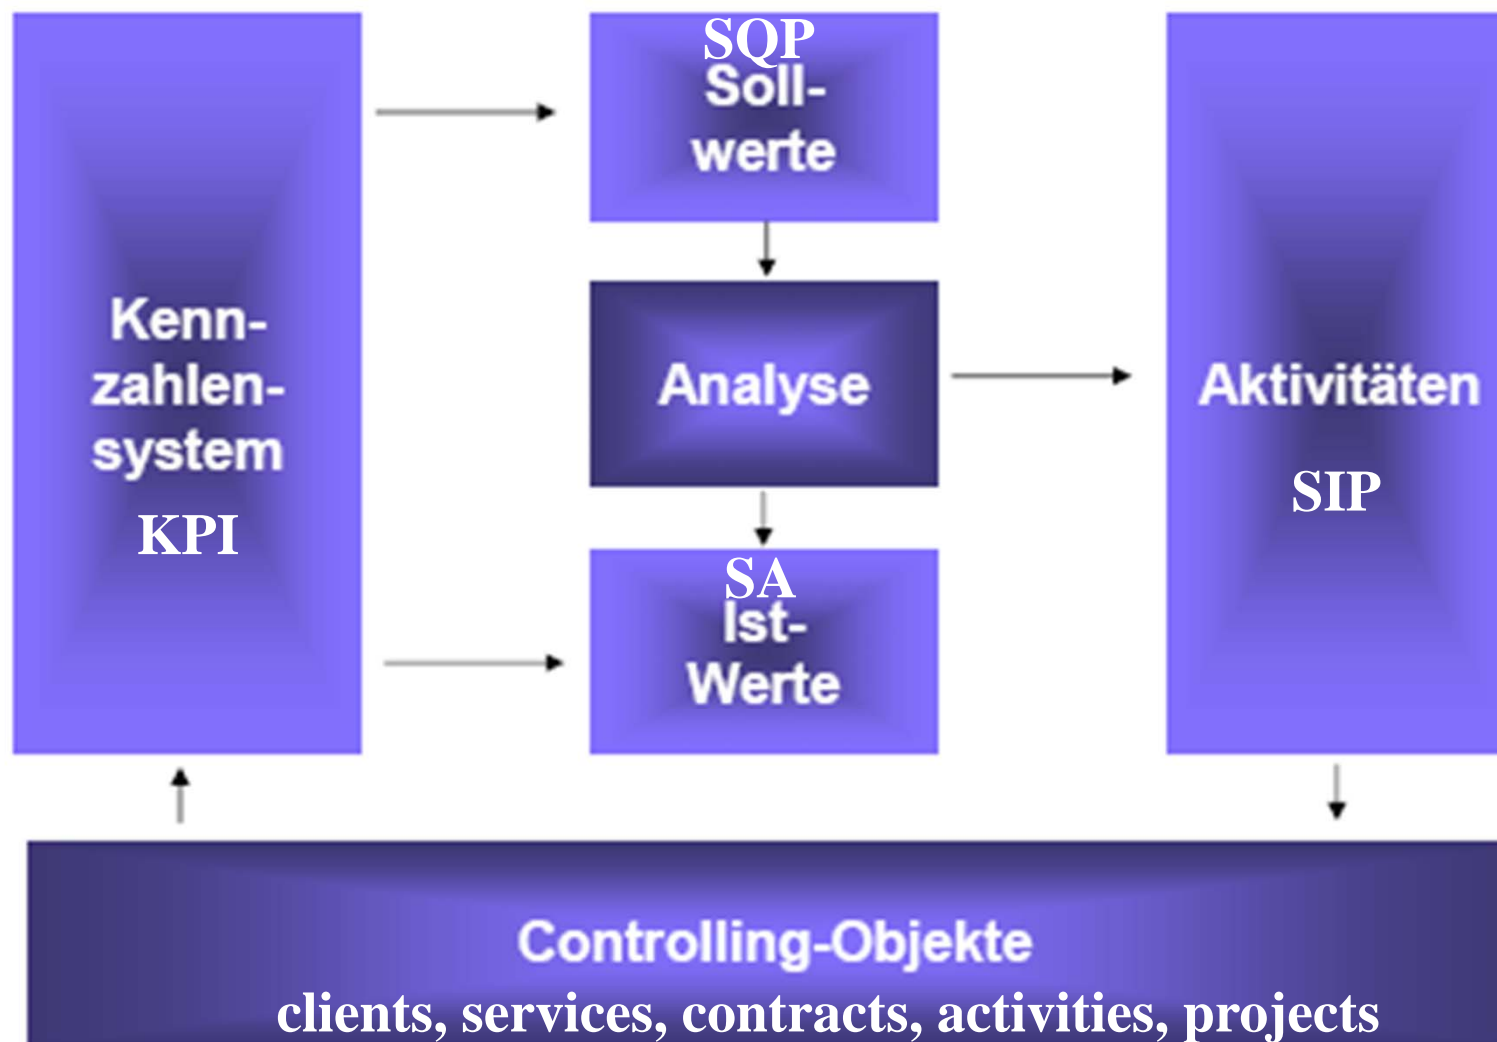 Kenn-
zahlen-
system
KPI
SQP
Soll-
werte
Analyse
SA
Ist-
Werte
Aktivitäten
SIP
Controlling-Objekte
clients, services, contracts, activities, projects